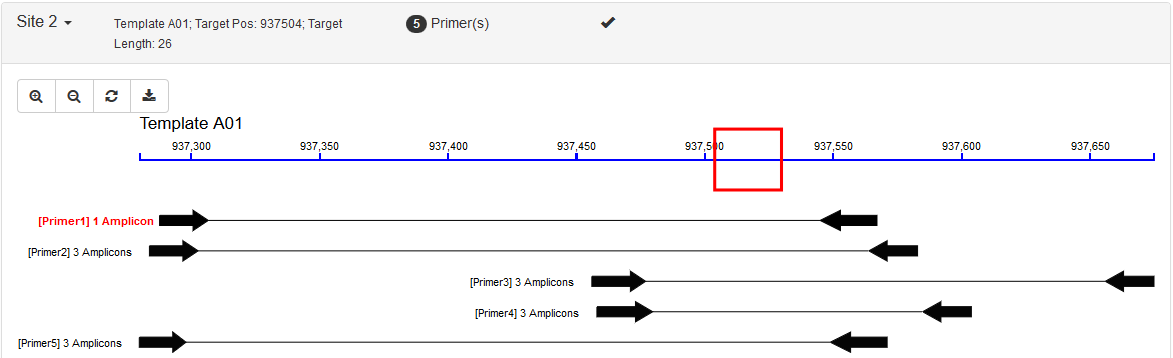 Site 2
Template A01; Target Pos: 937504; Target
Length: 26
5 Primer(s)
Template A01
937,300 937,350 937,400 937,450 937,500 937,550 937,600 937,650
[Primer1] 1 Amplicon
[Primer2] 3 Amplicons
[Primer3] 3 Amplicons
[Primer4] 3 Amplicons
[Primer5] 3 Amplicons